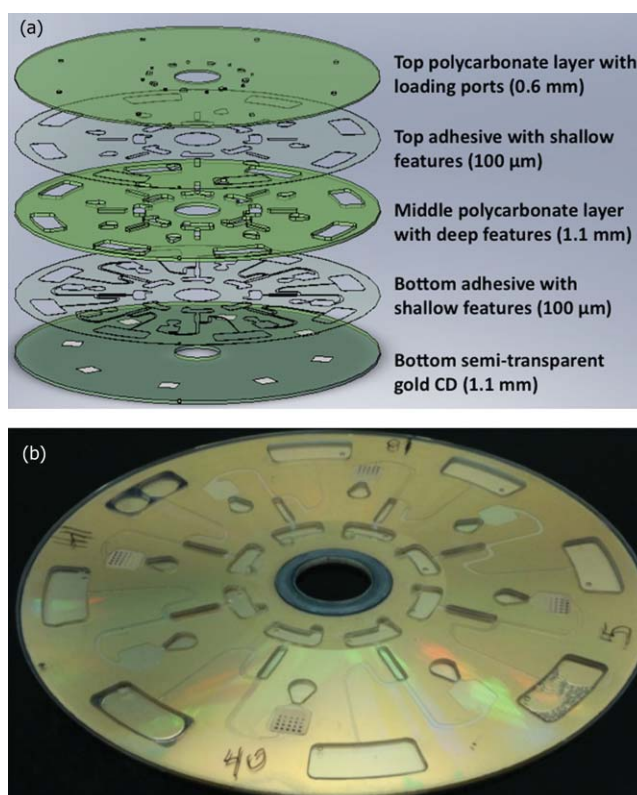 (a)
Top polycarbonate layer with
loading ports (0.6 mm)
Top adhesive with shallow
features (100 µm)
Middle polycarbonate layer
with deep features (1.1 mm)
Bottom adhesive with
shallow features (100 µm)
Bottom semi-transparent
gold CD (1.1 mm)
(b)
15
40